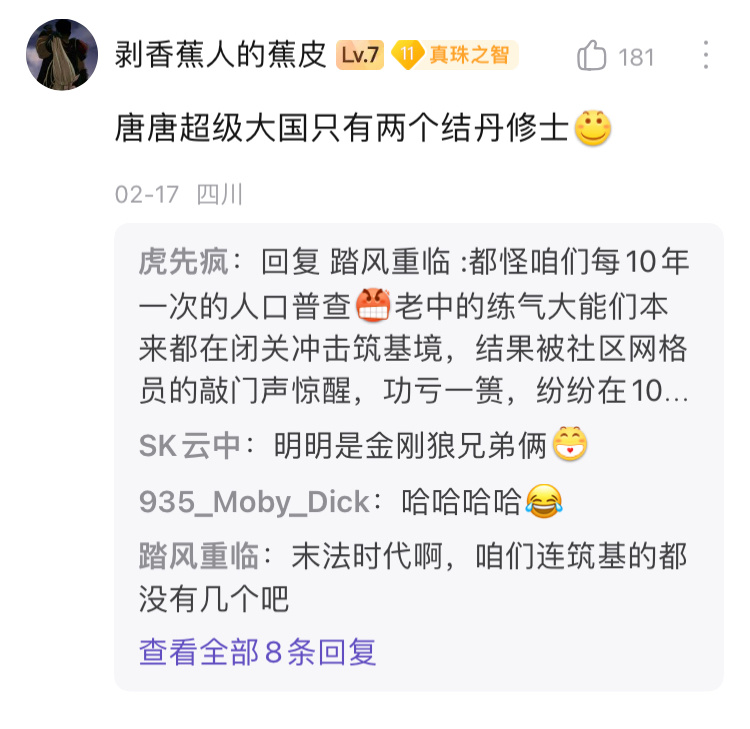 剥香蕉人的蕉皮 Lv.7 11 真珠之智 181
唐唐超级大国只有两个结丹修士
02-17 四川
虎先疯：回复 踏风重临 :都怪咱们每10年
一次的人口普查😡老中的练气大能们本
来都在闭关冲击筑基境，结果被社区网格
员的敲门声惊醒，功亏一篑，纷纷在10...
SK云中：明明是金刚狼兄弟俩
935_Moby_Dick：哈哈哈哈😂
踏风重临：末法时代啊，咱们连筑基的都
没有几个吧
查看全部8条回复